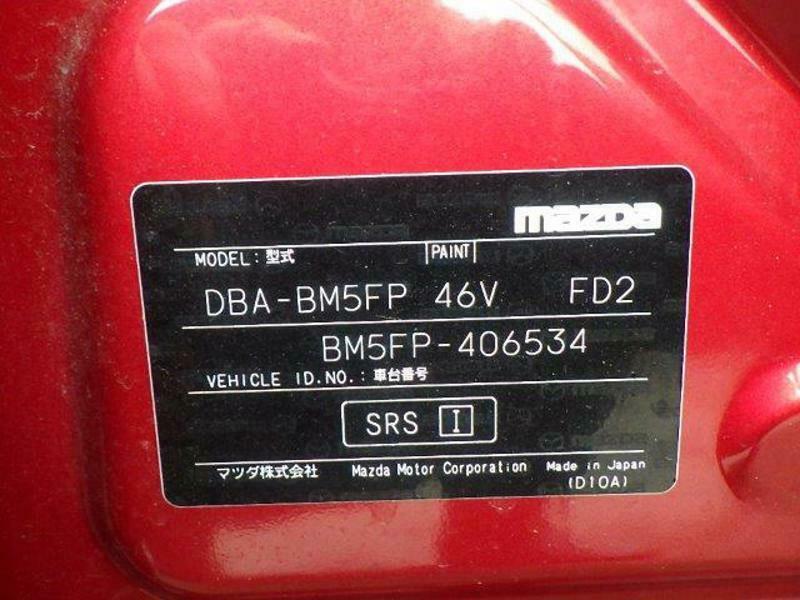 mazda
MODEL: 型式 PAINT
DBA-BM5FP 46V FD2
BM5FP-406534
VEHICLE ID.NO.: 車台番号
SRS I
マツダ株式会社 Mazda Motor Corporation Made in Japan
(D10A)